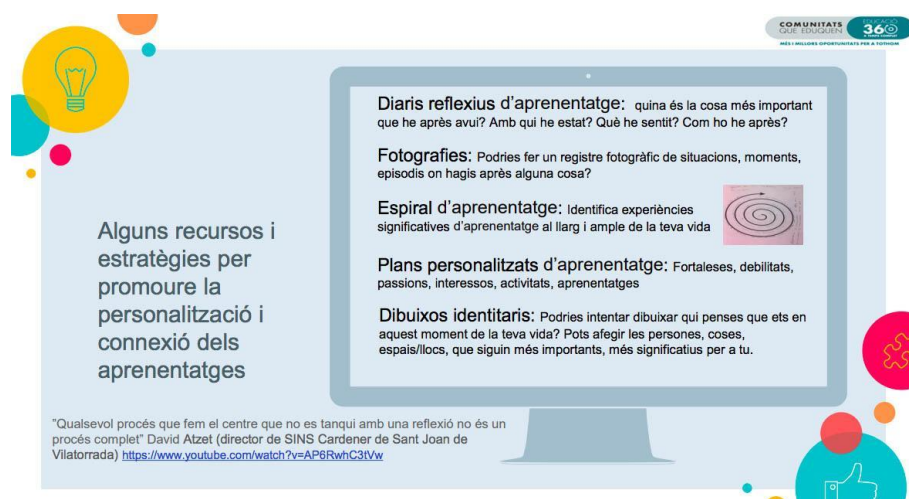 COMUNITATS
QUE EDUQUEN
EDUCACIÓ
360
A TEMPS COMPLET
MÉS I MILLORS OPORTUNITATS PER A TOTHOM
Alguns recursos i
estratègies per
promoure la
personalització i
connexió dels
aprenentatges
Diaris reflexius d'aprenentatge: quina és la cosa més important
que he après avui? Amb qui he estat? Què he sentit? Com ho he après?
Fotografies: Podries fer un registre fotogràfic de situacions, moments,
episodis on hagis après alguna cosa?
Espiral d'aprenentatge: Identifica experiències
significatives d'aprenentatge al llarg i ample de la teva vida
Plans personalitzats d'aprenentatge: Fortaleses, debilitats,
passions, interessos, activitats, aprenentatges
Dibuixos identitaris: Podries intentar dibuixar qui penses que ets en
aquest moment de la teva vida? Pots afegir les persones, coses,
espais/llocs, que siguin més importants, més significatius per a tu.
"Qualsevol procés que fem el centre que no es tanqui amb una reflexió no és un
procés complet" David Atzet (director de SINS Cardener de Sant Joan de
Vilatorrada) https://www.youtube.com/watch?v=AP6RwhC3tVw